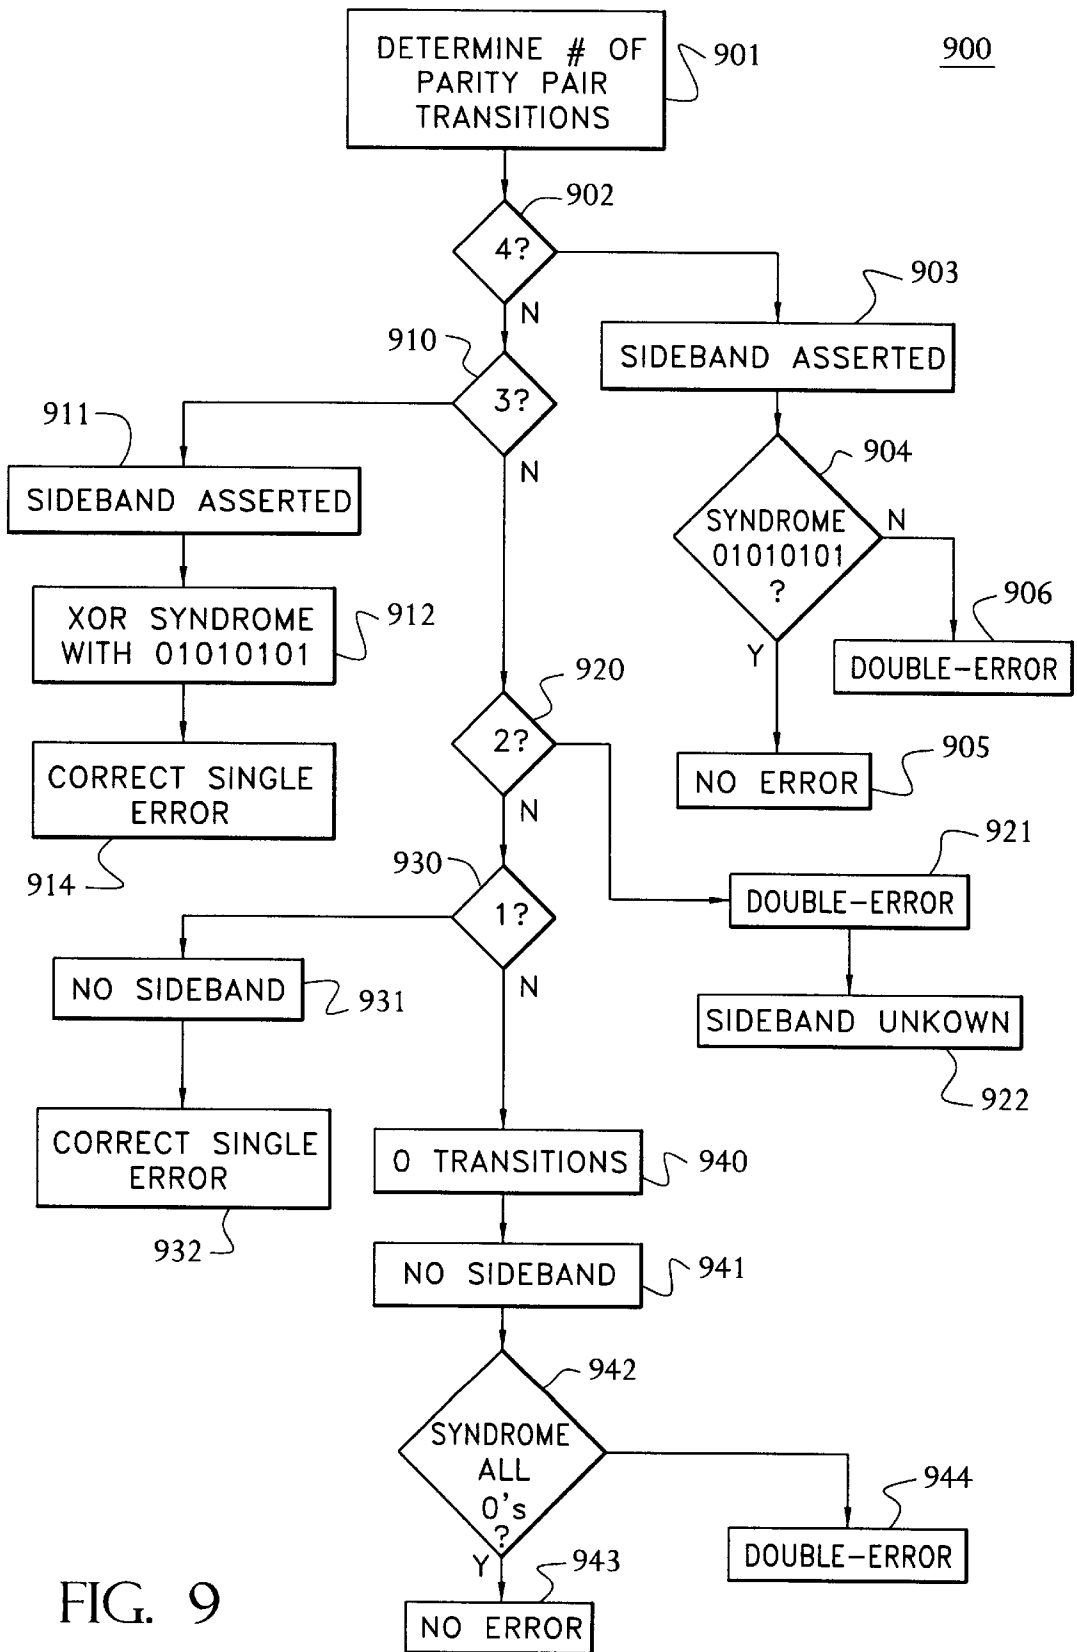 DETERMINE # OF
PARITY PAIR
TRANSITIONS
901
900
902
4?
N
903
SIDEBAND ASSERTED
910
3?
N
904
SYNDROME
01010101
?
N
Y
906
DOUBLE-ERROR
905
NO ERROR
911
SIDEBAND ASSERTED
XOR SYNDROME
WITH 01010101
912
CORRECT SINGLE
ERROR
914
920
2?
N
921
DOUBLE-ERROR
SIDEBAND UNKOWN
922
930
1?
N
NO SIDEBAND
931
CORRECT SINGLE
ERROR
932
0 TRANSITIONS
940
NO SIDEBAND
941
942
SYNDROME
ALL
0's
?
Y
944
DOUBLE-ERROR
943
NO ERROR
FIG. 9